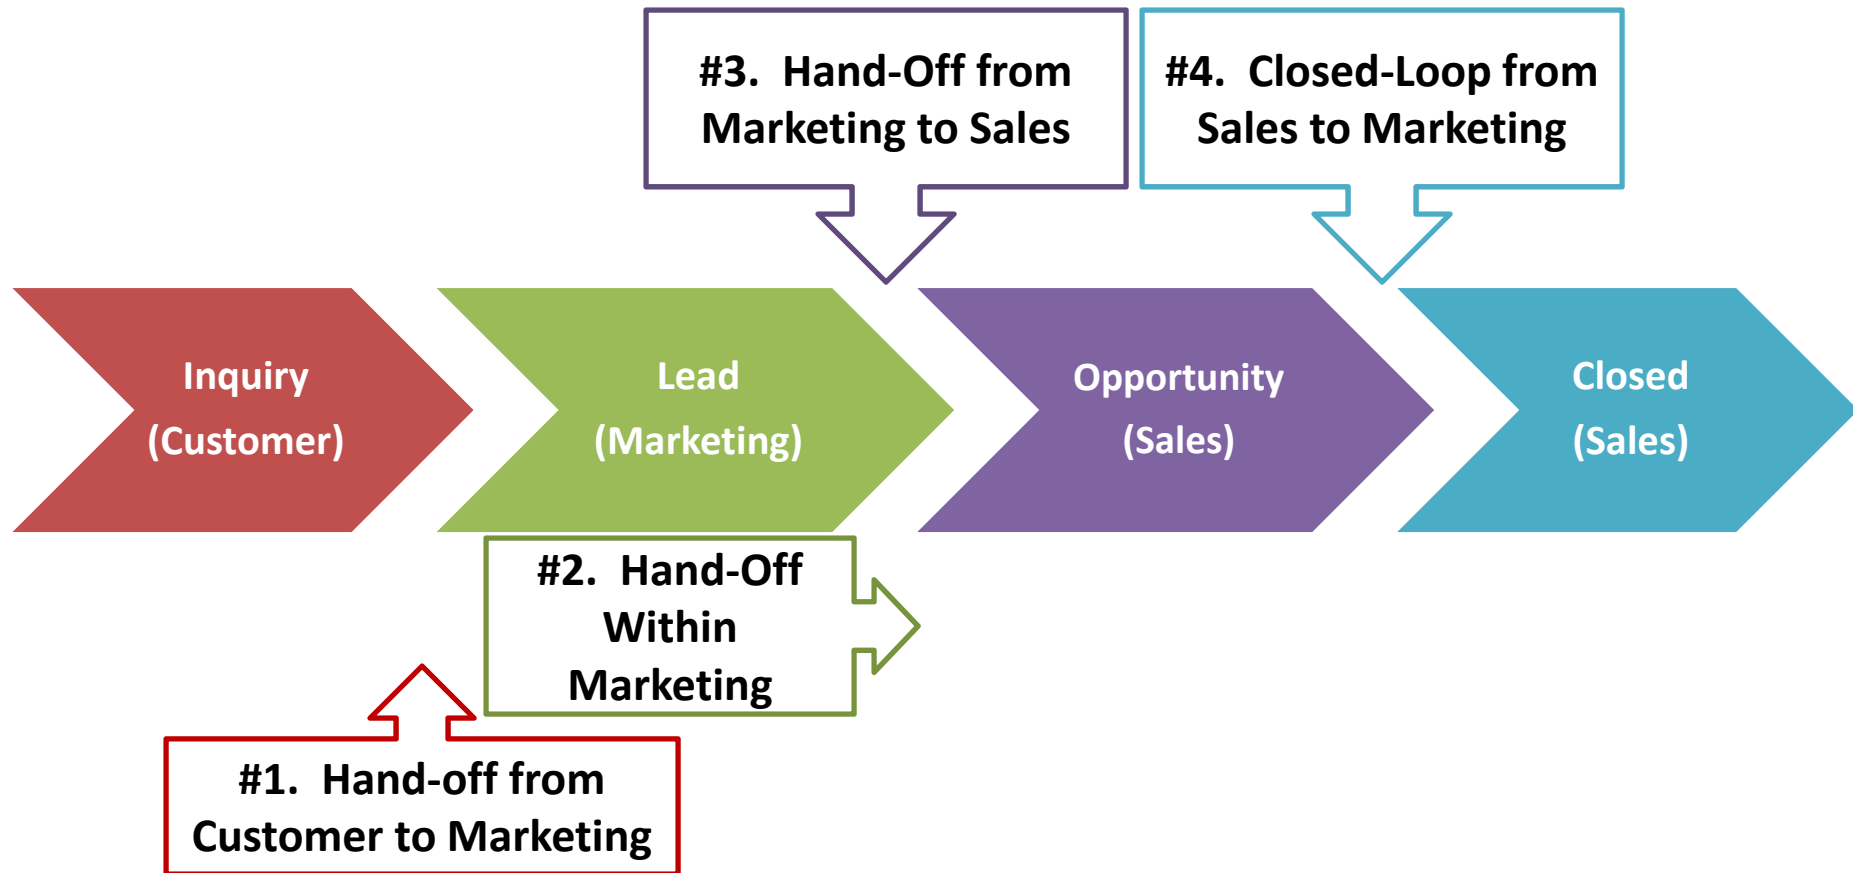 #3.  Hand-Off from
Marketing to Sales
#4.  Closed-Loop from
Sales to Marketing
Inquiry
(Customer)
Lead
(Marketing)
Opportunity
(Sales)
Closed
(Sales)
#2.  Hand-Off
Within
Marketing
#1.  Hand-off from
Customer to Marketing